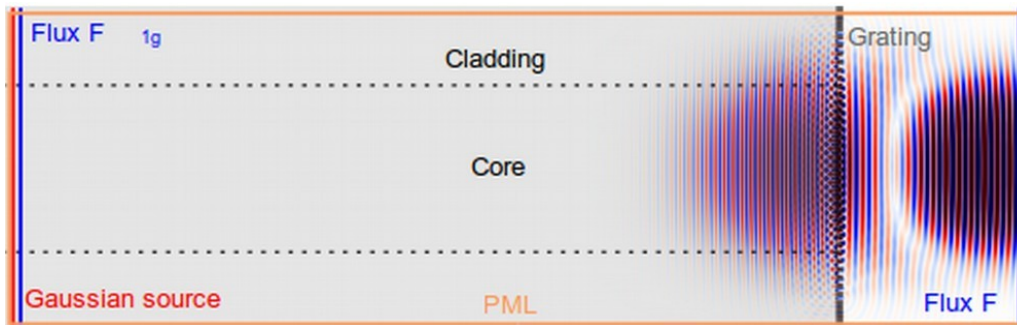 Flux F 1g
Grating
Cladding
Core
Gaussian source
PML
Flux F